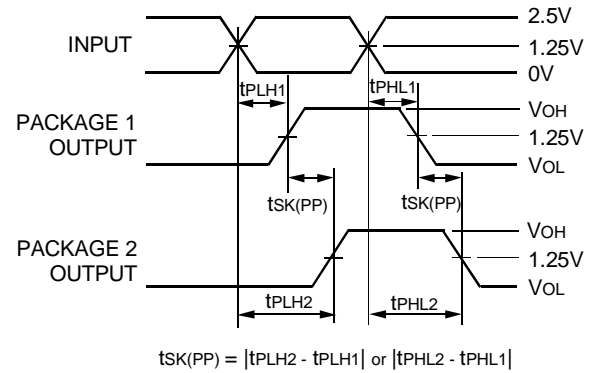 2.5V
INPUT
1.25V
0V
tPLH1
tPHL1
VOH
PACKAGE 1
OUTPUT
1.25V
VOL
tSK(PP)
tSK(PP)
VOH
PACKAGE 2
OUTPUT
1.25V
VOL
tPLH2
tPHL2
tSK(PP) = |tPLH2 - tPLH1| or |tPHL2 - tPHL1|